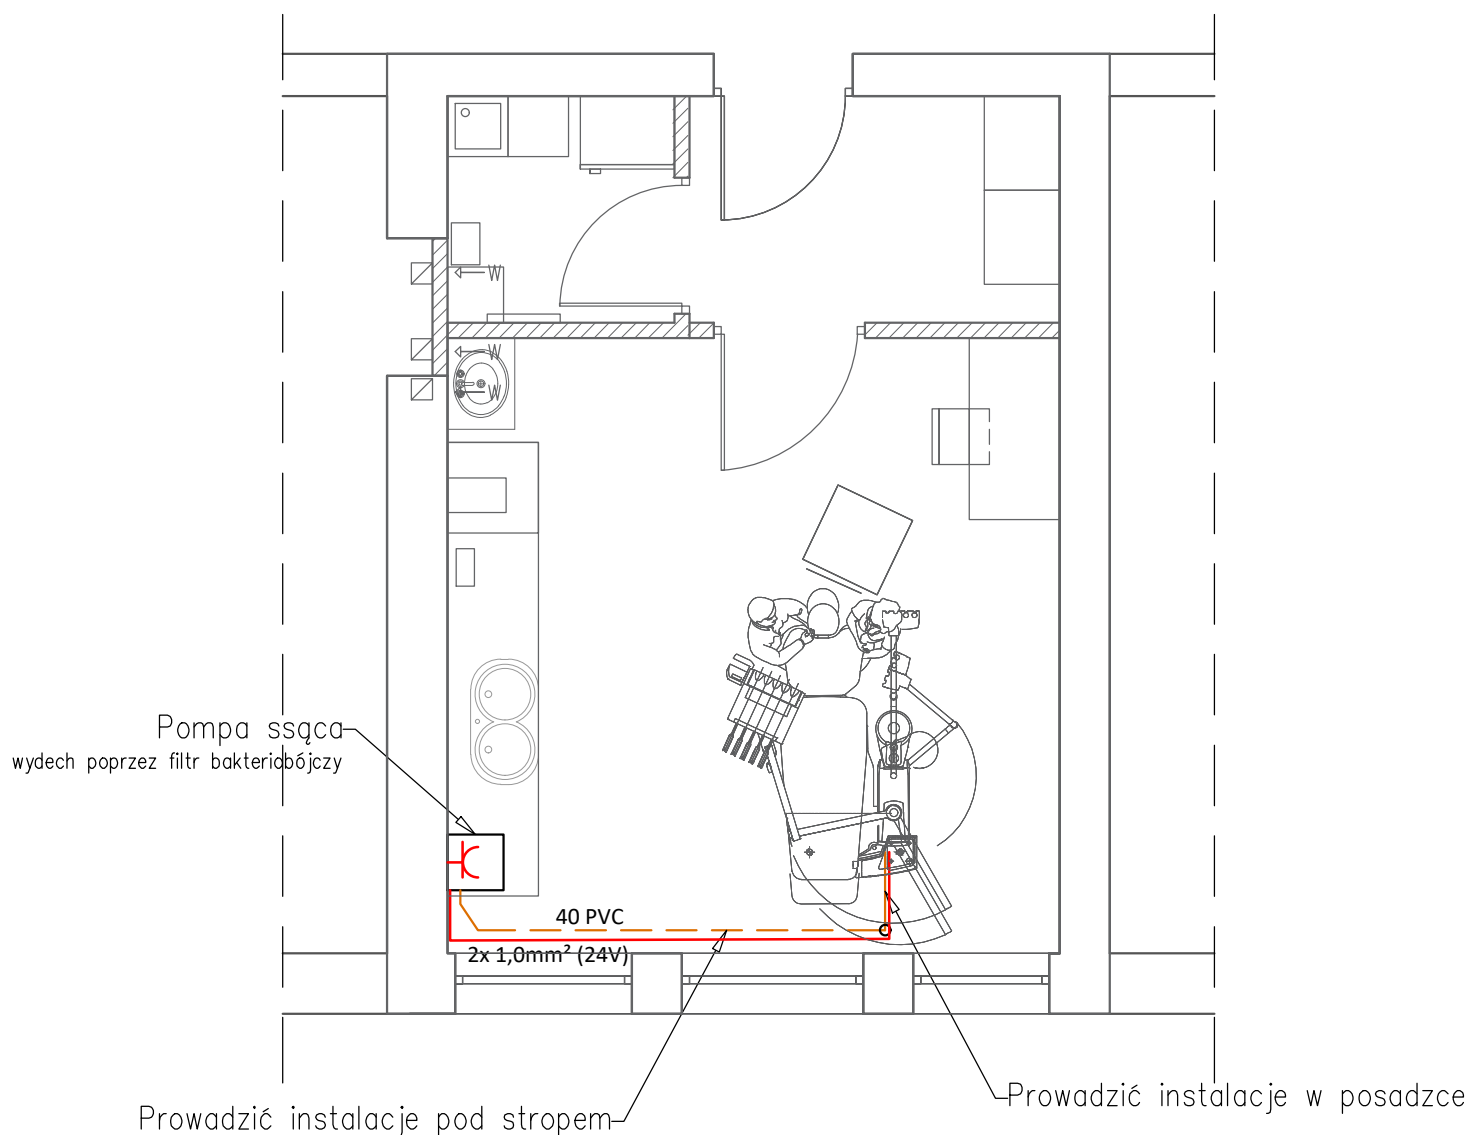 W
W
W
Pompa ssąca
wydech poprzez filtr bakteriobójczy
40 PVC
2x 1,0mm² (24V)
Prowadzić instalacje w posadzce
Prowadzić instalacje pod stropem